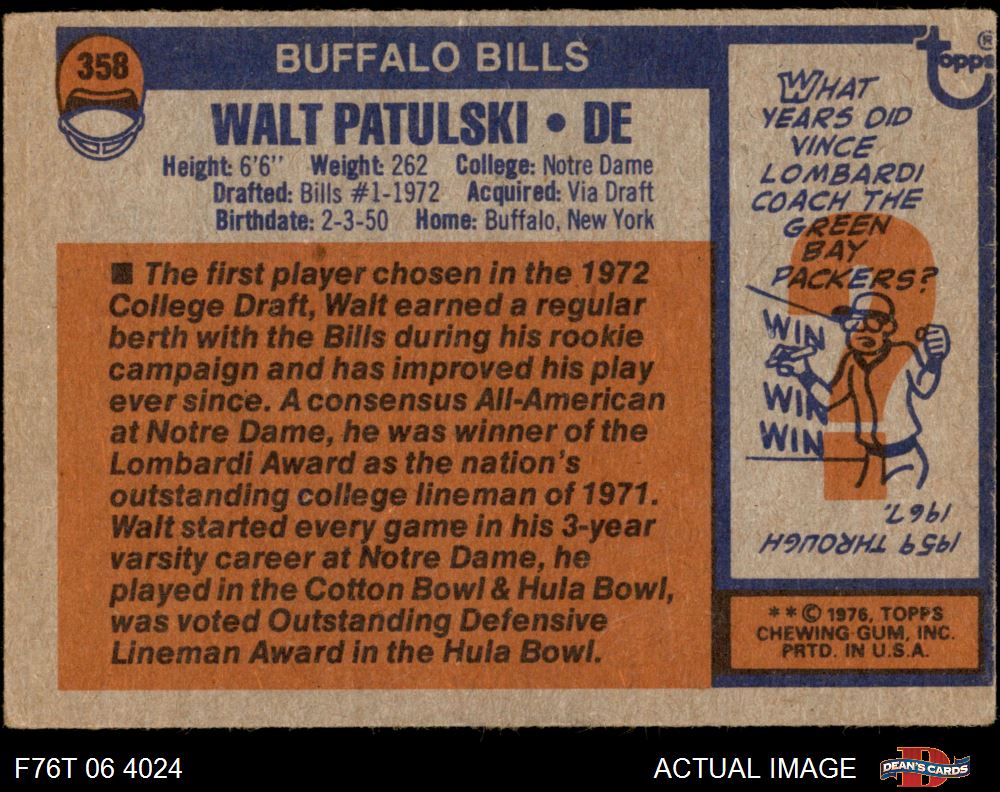 358
BUFFALO BILLS
WALT PATULSKI • DE
Height: 6'6'' Weight: 262 College: Notre Dame
Drafted: Bills #1-1972 Acquired: Via Draft
Birthdate: 2-3-50 Home: Buffalo, New York
■ The first player chosen in the 1972
College Draft, Walt earned a regular
berth with the Bills during his rookie
campaign and has improved his play
ever since. A consensus All-American
at Notre Dame, he was winner of the
Lombardi Award as the nation's
outstanding college lineman of 1971.
Walt started every game in his 3-year
varsity career at Notre Dame, he
played in the Cotton Bowl & Hula Bowl,
was voted Outstanding Defensive
Lineman Award in the Hula Bowl.
topps®
WHAT
YEARS DID
VINCE
LOMBARDI
COACH THE
GREEN
BAY
PACKERS?
WIN
WIN
WIN
1959 THROUGH
1967.
** © 1976, TOPPS
CHEWING GUM, INC.
PRTD. IN U.S.A.
F76T 06 4024
ACTUAL IMAGE
DEAN'S CARDS